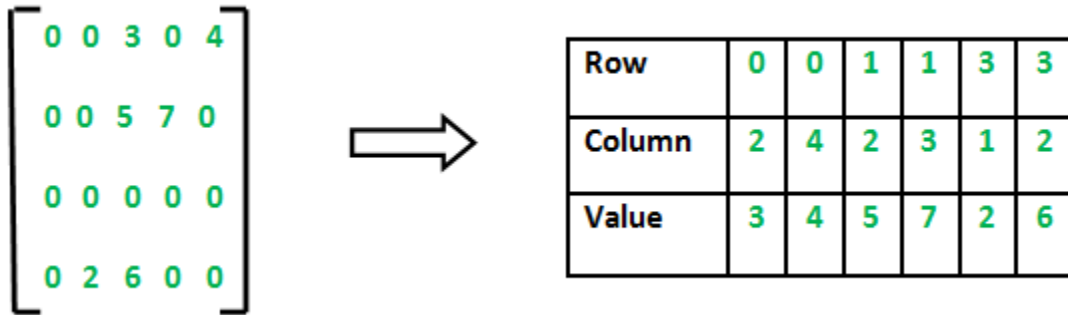 0 0 3 0 4
0 0 5 7 0
0 0 0 0 0
0 2 6 0 0
Row 0 0 1 1 3 3
Column 2 4 2 3 1 2
Value 3 4 5 7 2 6